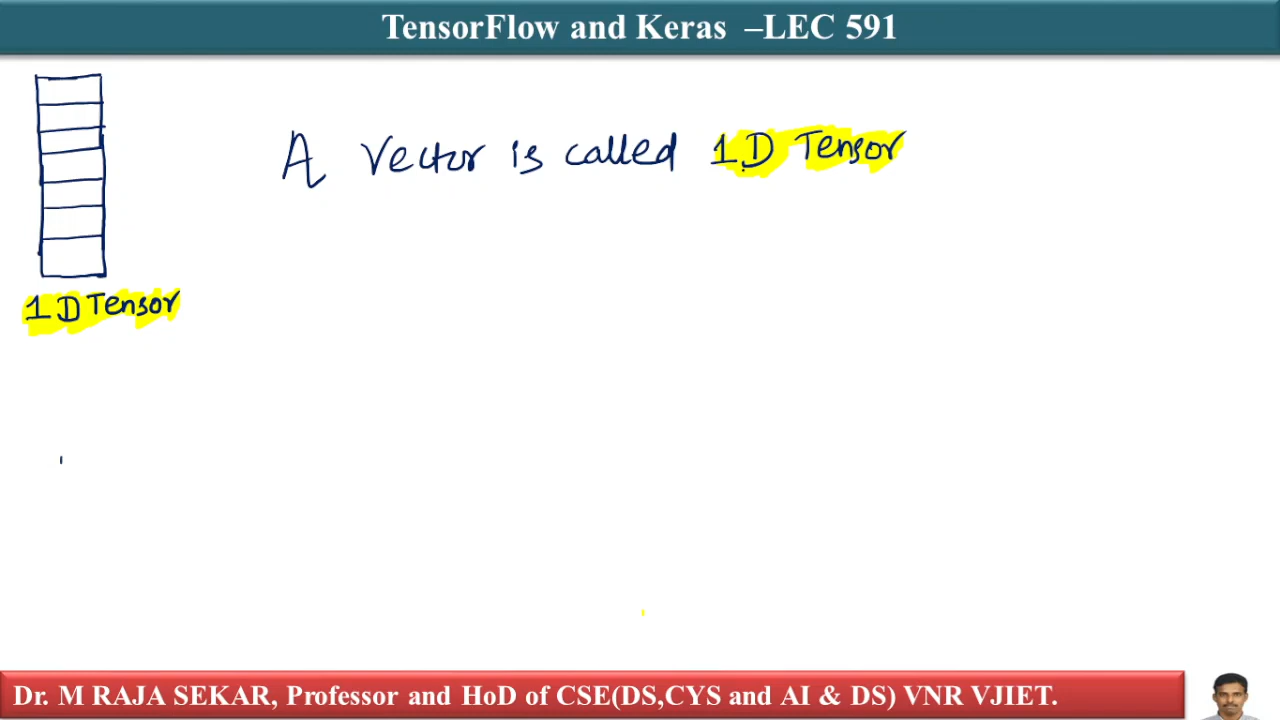 TensorFlow and Keras –LEC 591
A Vector is called 1D Tensor
1D Tensor
Dr. M RAJA SEKAR, Professor and HoD of CSE(DS,CYS and AI & DS) VNR VJIET.